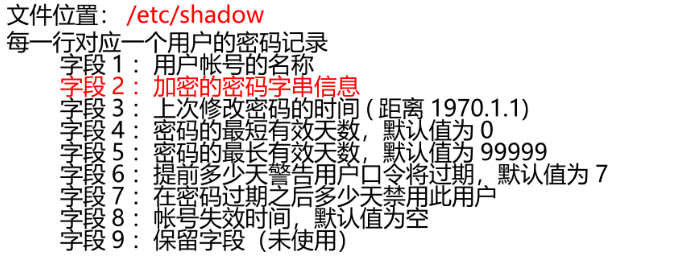 文件位置： /etc/shadow
每一行对应一个用户的密码记录
字段 1 ：用户帐号的名称
字段 2 ：加密的密码字串信息
字段 3 ：上次修改密码的时间 ( 距离 1970.1.1)
字段 4 ：密码的最短有效天数，默认值为 0
字段 5 ：密码的最长有效天数，默认值为 99999
字段 6 ：提前多少天警告用户口令将过期，默认值为 7
字段 7 ：在密码过期之后多少天禁用此用户
字段 8 ：帐号失效时间，默认值为空
字段 9 ：保留字段（未使用）